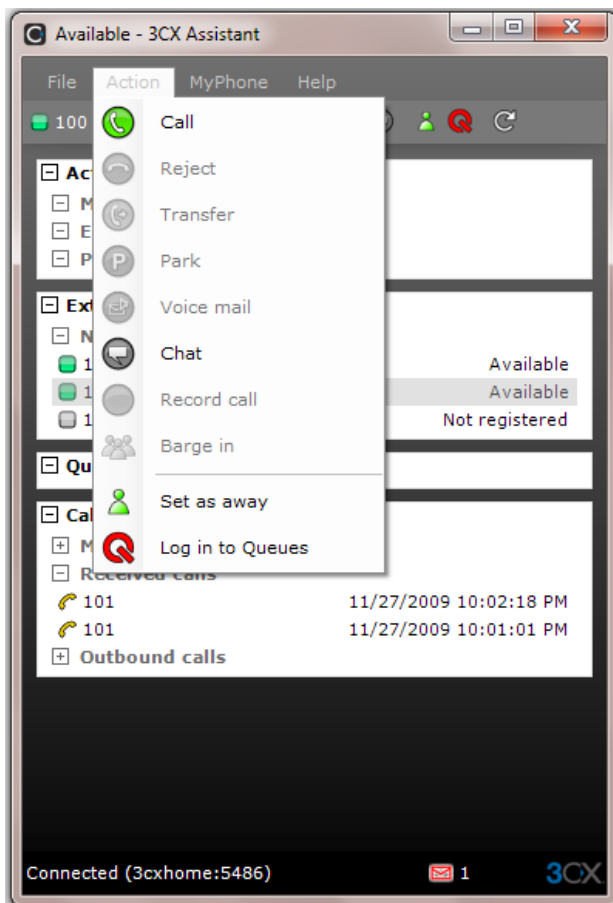 Available - 3CX Assistant
File Action MyPhone Help
100
Call
Reject
Transfer
Park
Voice mail
Chat
Record call
Barge in
Set as away
Log in to Queues
Available
Available
Not registered
Received calls
101 11/27/2009 10:02:18 PM
101 11/27/2009 10:01:01 PM
Outbound calls
Connected (3cxhome:5486) 1 3CX